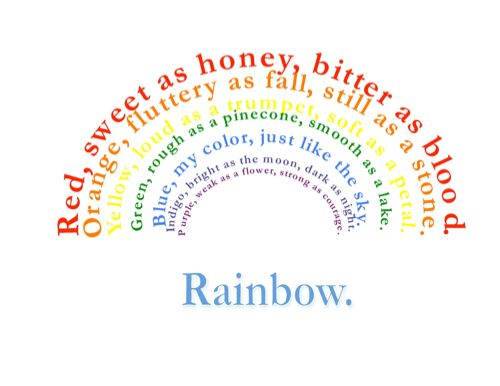 Red, sweet as honey, bitter as blood.
Orange, fluttery as fall, still as a stone.
Yellow, loud as a trumpet, soft as a petal.
Green, rough as a pinecone, smooth as a lake.
Blue, my color, just like the sky.
Indigo, bright as the moon, dark as night.
Purple, weak as a flower, strong as courage.
Rainbow.